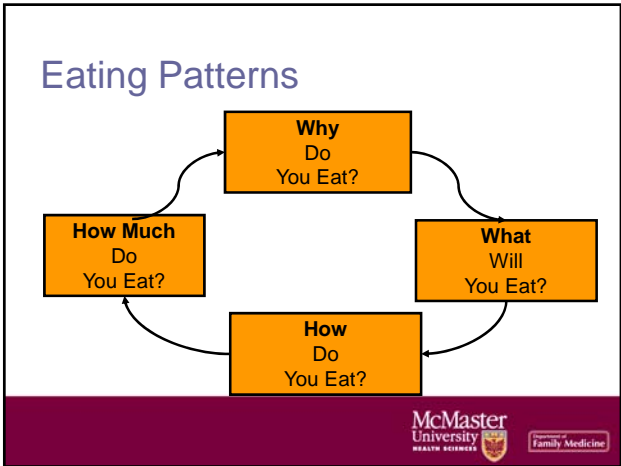 Eating Patterns
Why
Do
You Eat?
What
Will
You Eat?
How
Do
You Eat?
How Much
Do
You Eat?
McMaster
University
HEALTH SCIENCES
Department of
Family Medicine